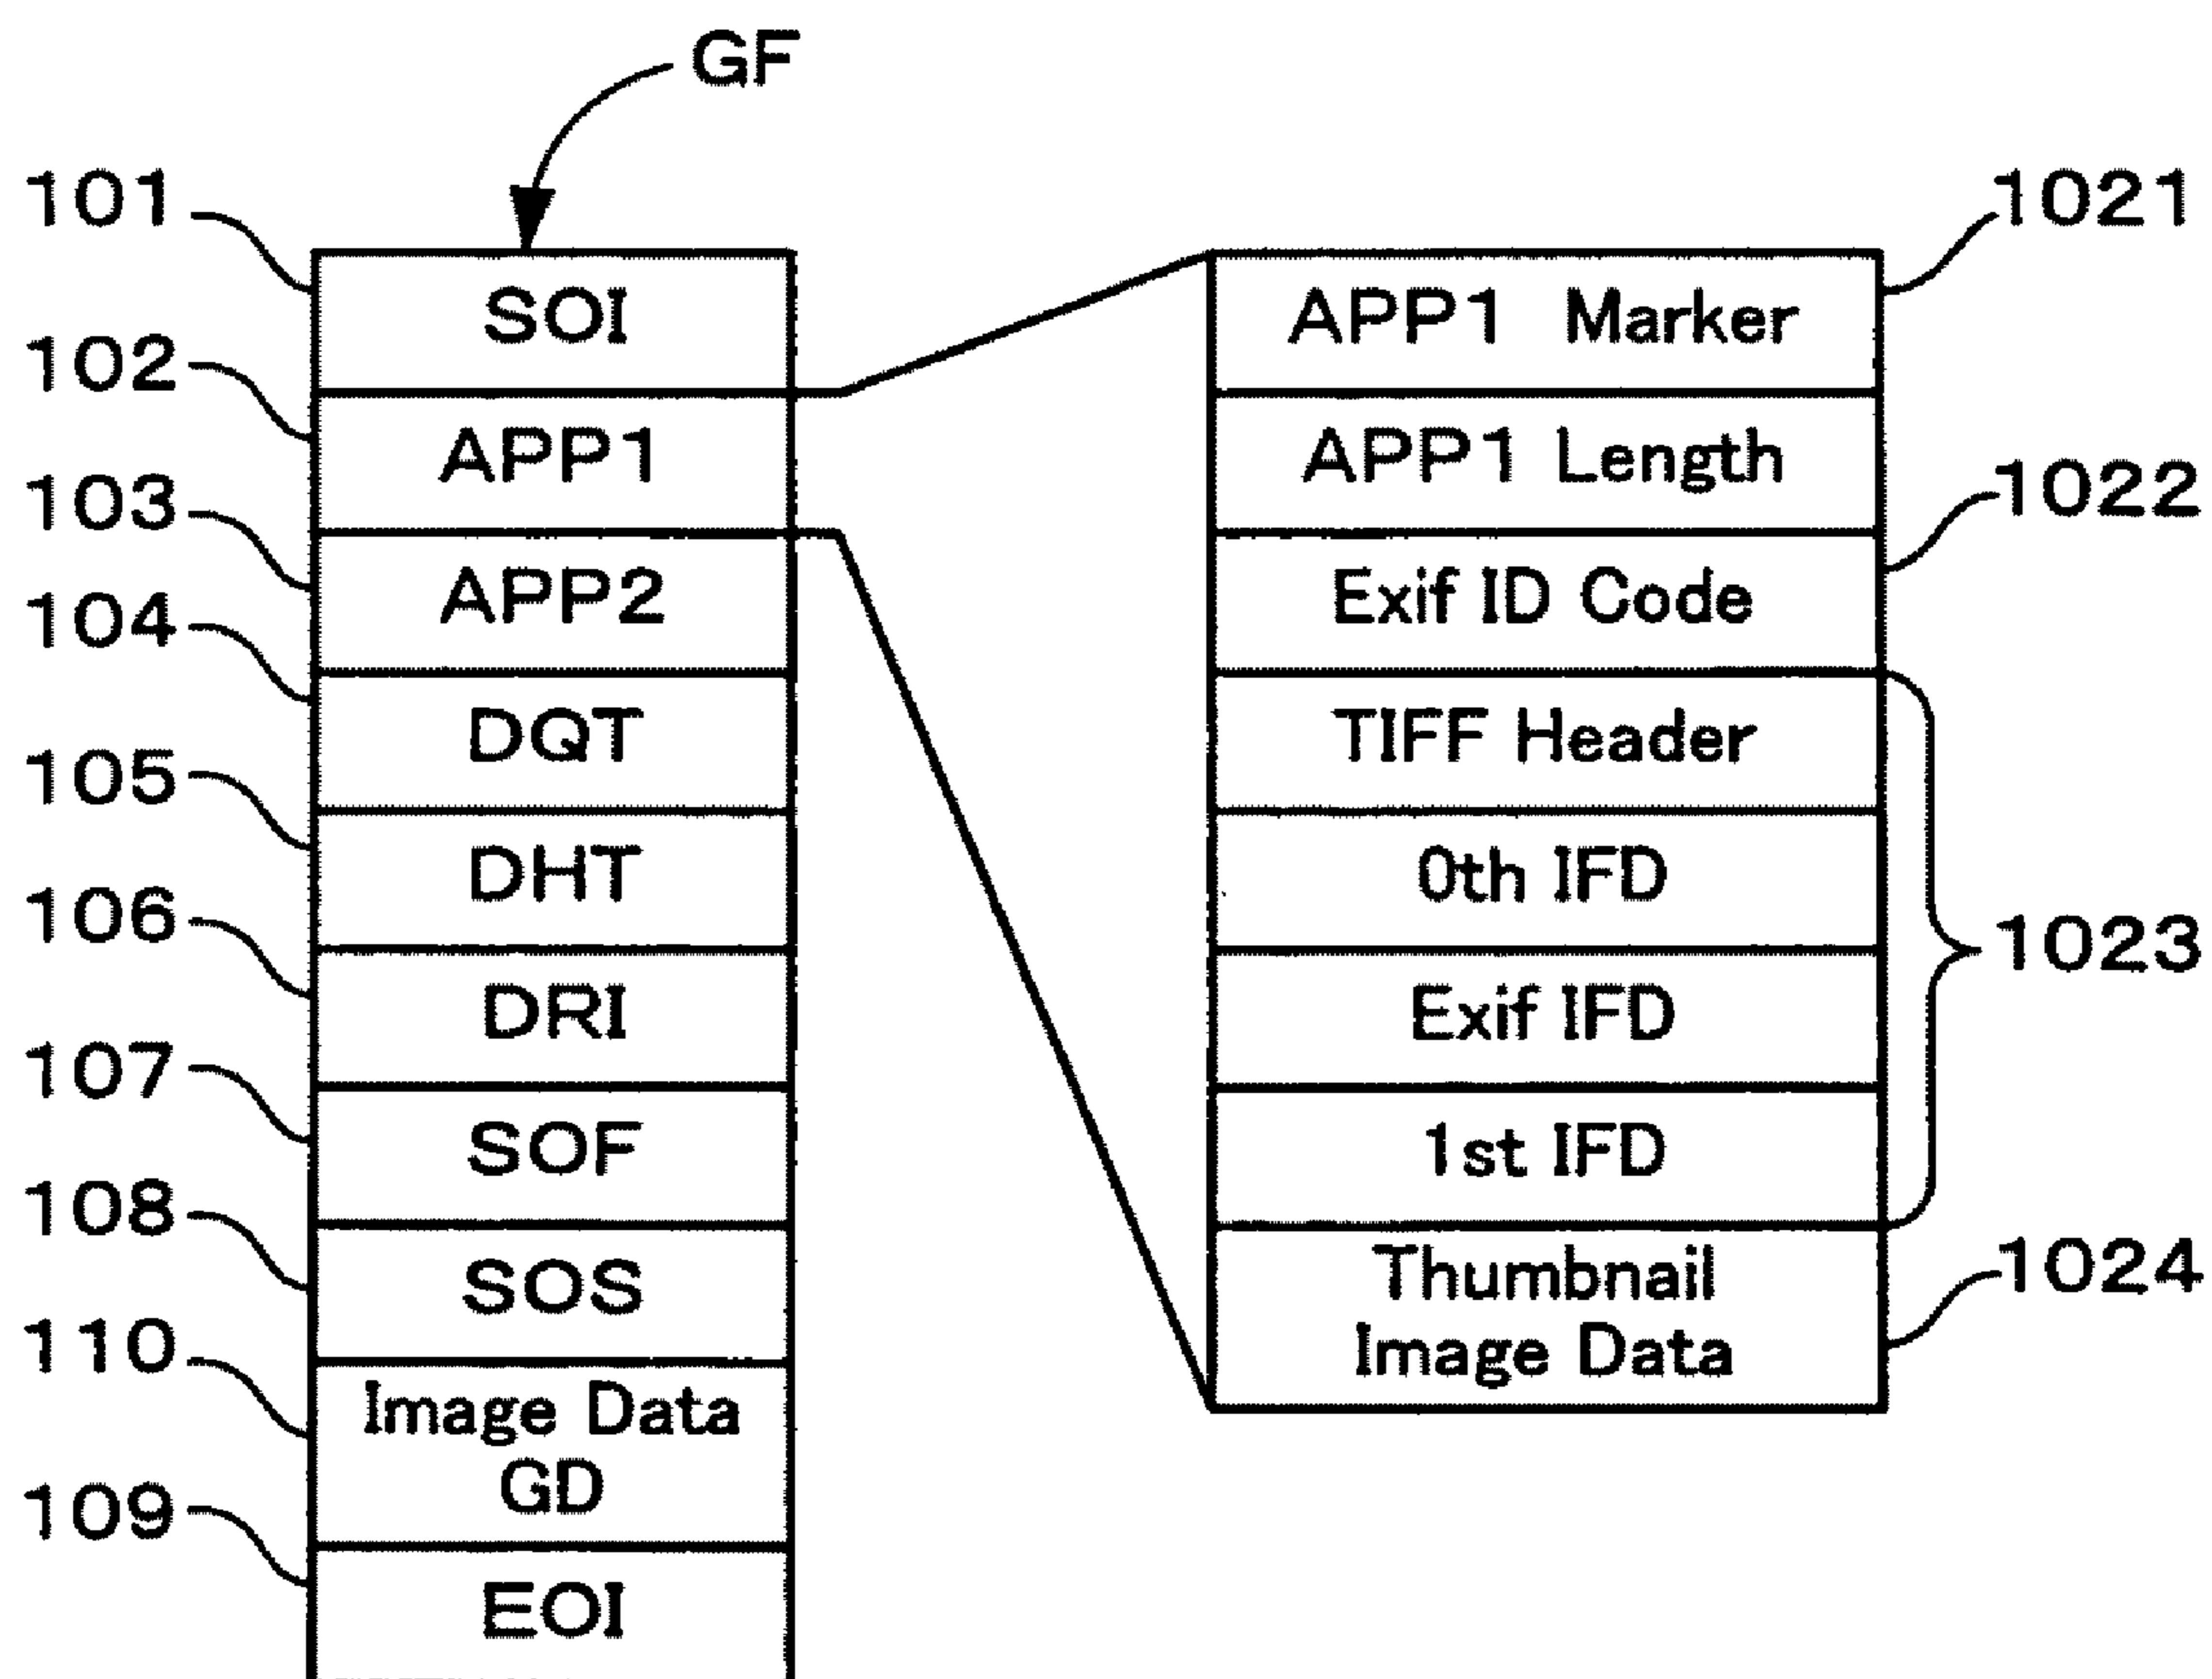 GF
101
SOI
102
APP1
103
APP2
104
DQT
105
DHT
106
DRI
107
SOF
108
SOS
110
Image Data
GD
109
EOI
1021
APP1 Marker
APP1 Length
1022
Exif ID Code
TIFF Header
0th IFD
Exif IFD
1st IFD
1023
Thumbnail
Image Data
1024